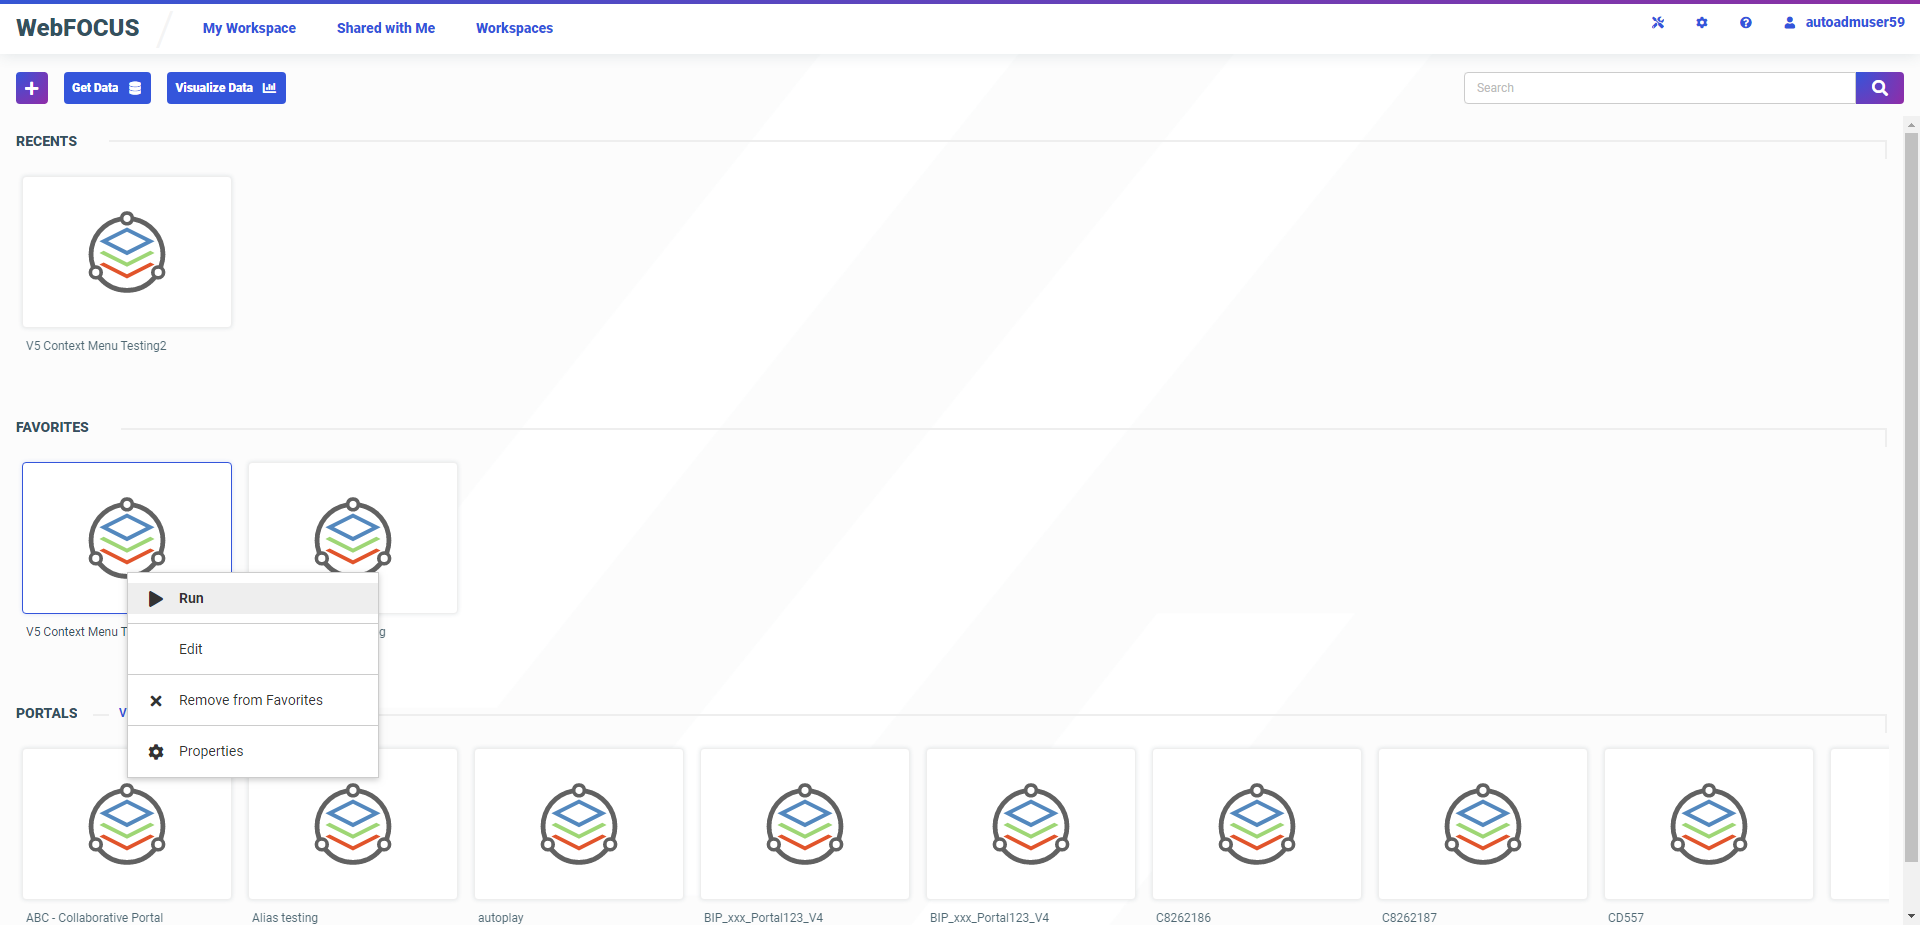 WebFOCUS
My Workspace
Shared with Me
Workspaces
autoadmuser59
Get Data
Visualize Data
Search
RECENTS
V5 Context Menu Testing2
FAVORITES
V5 Context Menu T
g
Run
Edit
Remove from Favorites
Properties
PORTALS
V
ABC - Collaborative Portal
Alias testing
autoplay
BIP_xxx_Portal123_V4
BIP_xxx_Portal123_V4
C8262186
C8262187
CD557